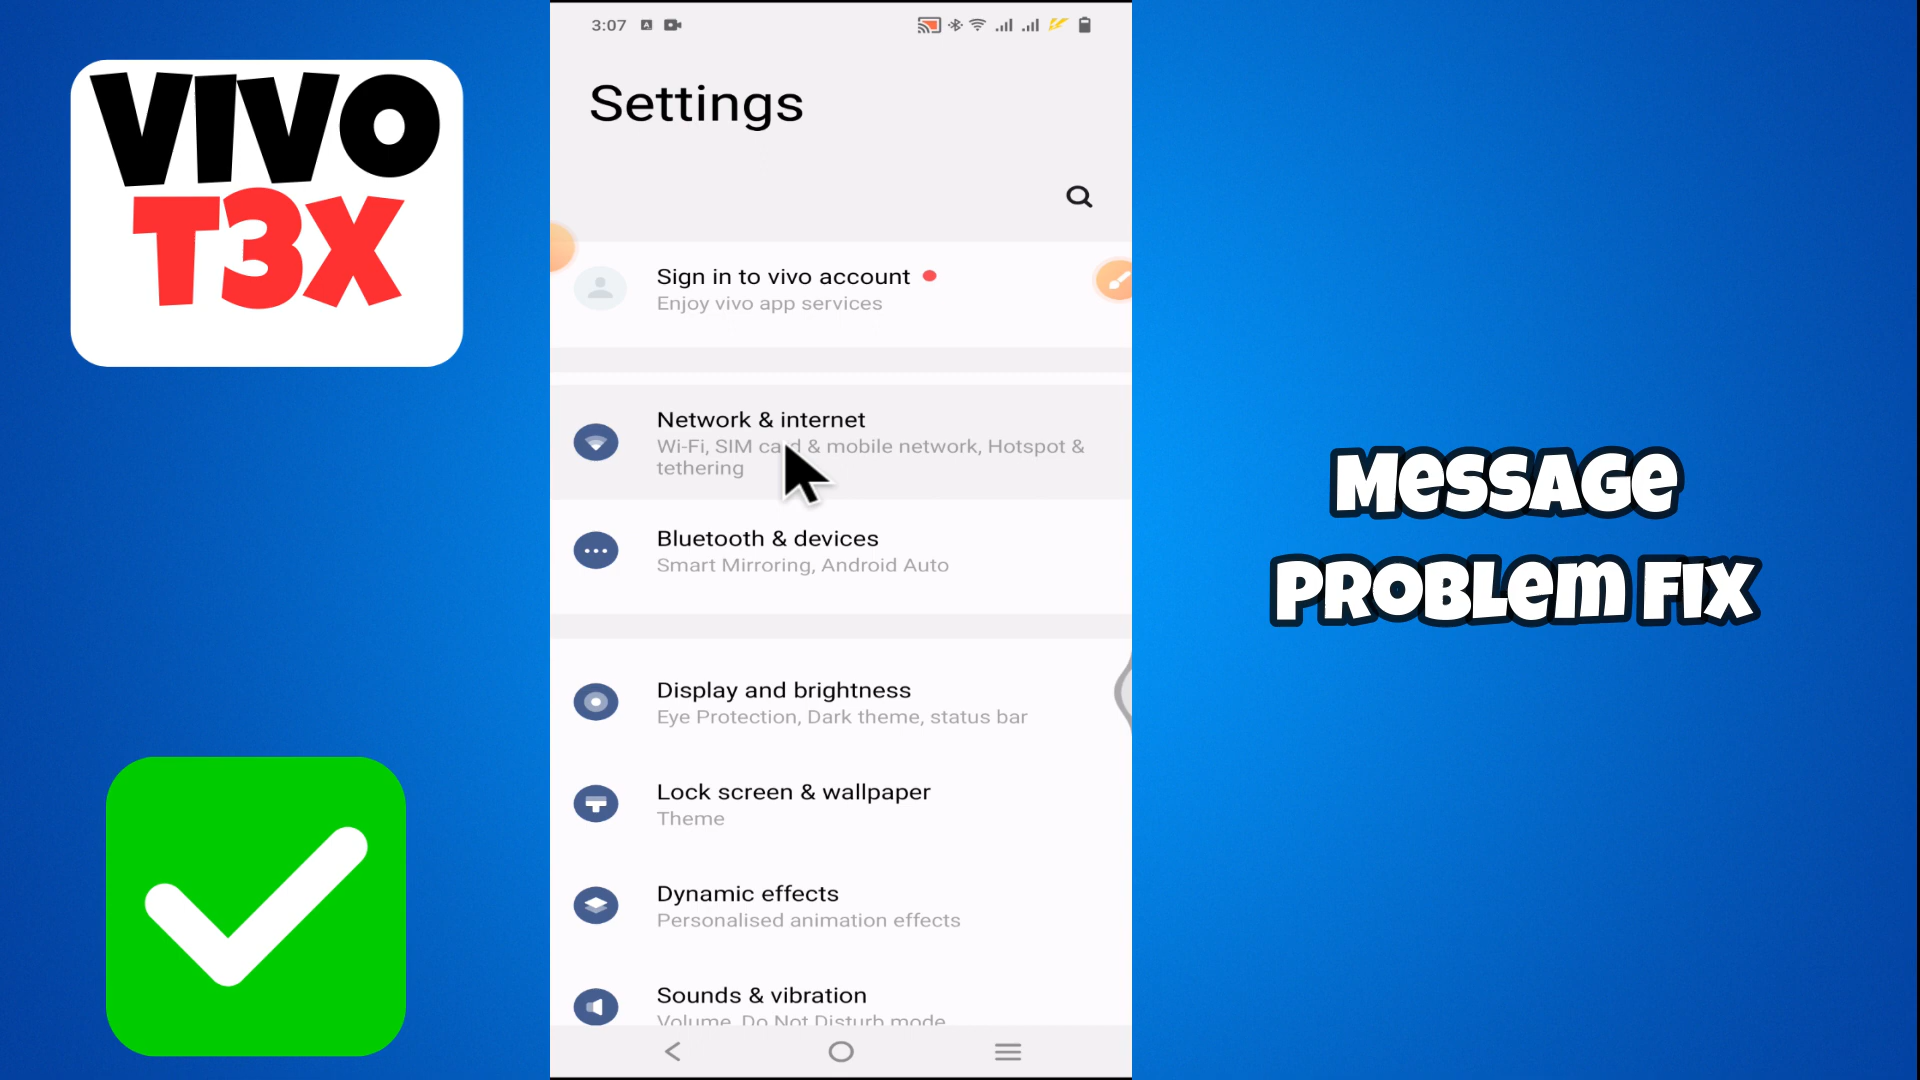 VIVO
T3X
3:07
Settings
Sign in to vivo account
Enjoy vivo app services
Network & internet
Wi-Fi, SIM card & mobile network, Hotspot &
tethering
Bluetooth & devices
Smart Mirroring, Android Auto
Display and brightness
Eye Protection, Dark theme, status bar
Lock screen & wallpaper
Theme
Dynamic effects
Personalised animation effects
Sounds & vibration
Volume, Do Not Disturb mode
Message
Problem Fix